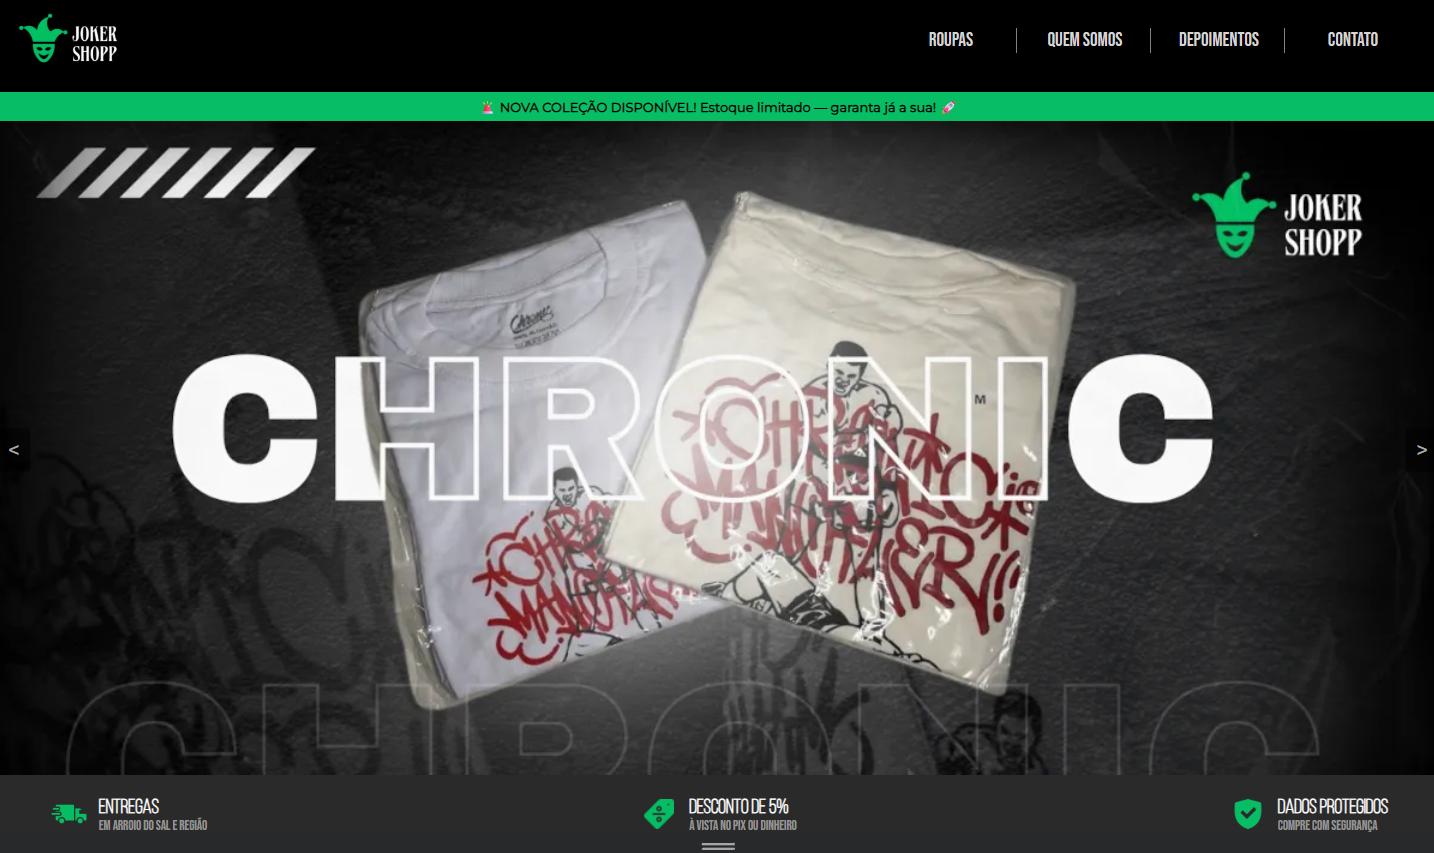 JOKER
SHOPP
ROUPAS
QUEM SOMOS
DEPOIMENTOS
CONTATO
🚨 NOVA COLEÇÃO DISPONÍVEL! Estoque limitado — garanta já a sua! 🚀
JOKER
SHOPP
Chronic
CHRONIC
M
<
>
CHRONIC
ENTREGAS
EM ARROIO DO SAL E REGIÃO
DESCONTO DE 5%
À VISTA NO PIX OU DINHEIRO
DADOS PROTEGIDOS
COMPRE COM SEGURANÇA